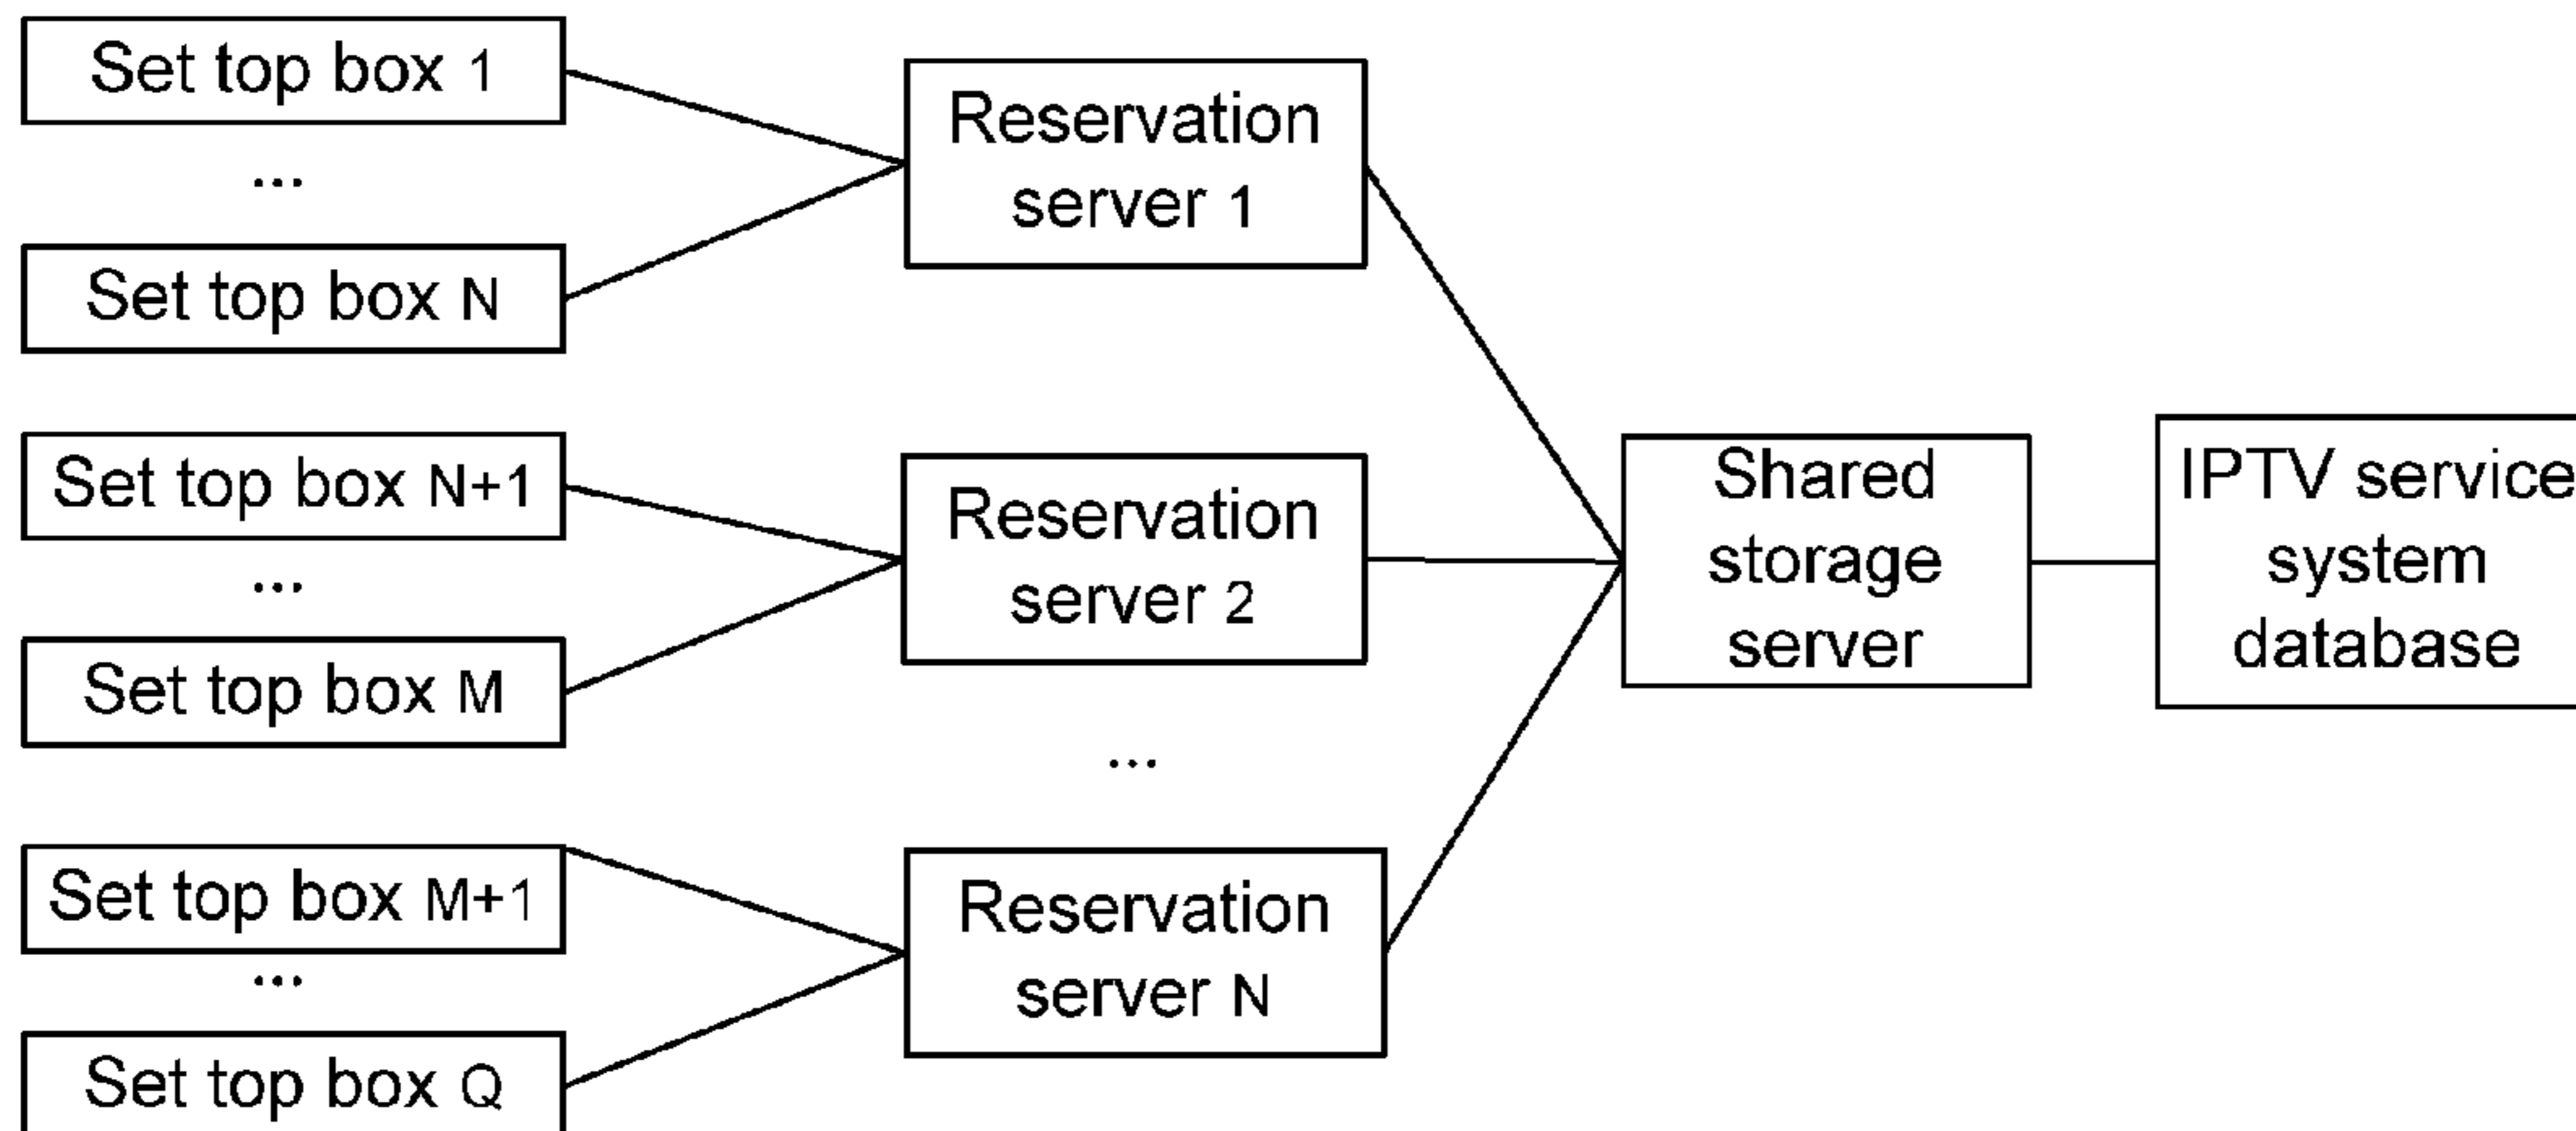 Set top box 1
...
Set top box N
Set top box N+1
...
Set top box M
Set top box M+1
...
Set top box Q
Reservation
server 1
Reservation
server 2
...
Reservation
server N
Shared
storage
server
IPTV service
system
database